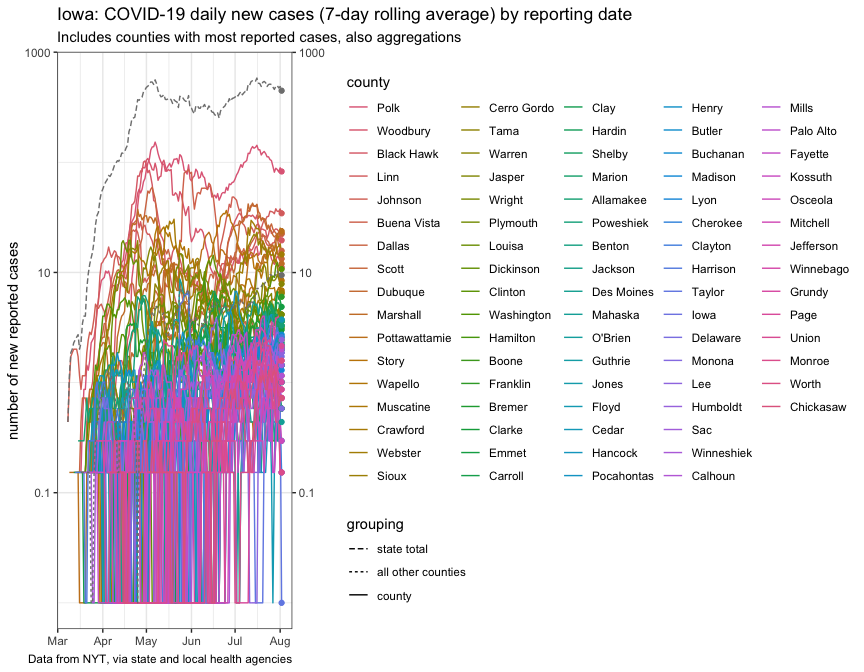 Iowa: COVID-19 daily new cases (7-day rolling average) by reporting date
Includes counties with most reported cases, also aggregations
number of new reported cases
1000
10
0.1
1000
10
0.1
Mar Apr May Jun Jul Aug
Data from NYT, via state and local health agencies
county
Polk Cerro Gordo Clay Henry Mills
Woodbury Tama Hardin Butler Palo Alto
Black Hawk Warren Shelby Buchanan Fayette
Linn Jasper Marion Madison Kossuth
Johnson Wright Allamakee Lyon Osceola
Buena Vista Plymouth Poweshiek Cherokee Mitchell
Dallas Louisa Benton Clayton Jefferson
Scott Dickinson Jackson Harrison Winnebago
Dubuque Clinton Des Moines Taylor Grundy
Marshall Washington Mahaska Iowa Page
Pottawattamie Hamilton O'Brien Delaware Union
Story Boone Guthrie Monona Monroe
Wapello Franklin Jones Lee Worth
Muscatine Bremer Floyd Humboldt Chickasaw
Crawford Clarke Cedar Sac
Webster Emmet Hancock Winneshiek
Sioux Carroll Pocahontas Calhoun
grouping
state total
all other counties
county